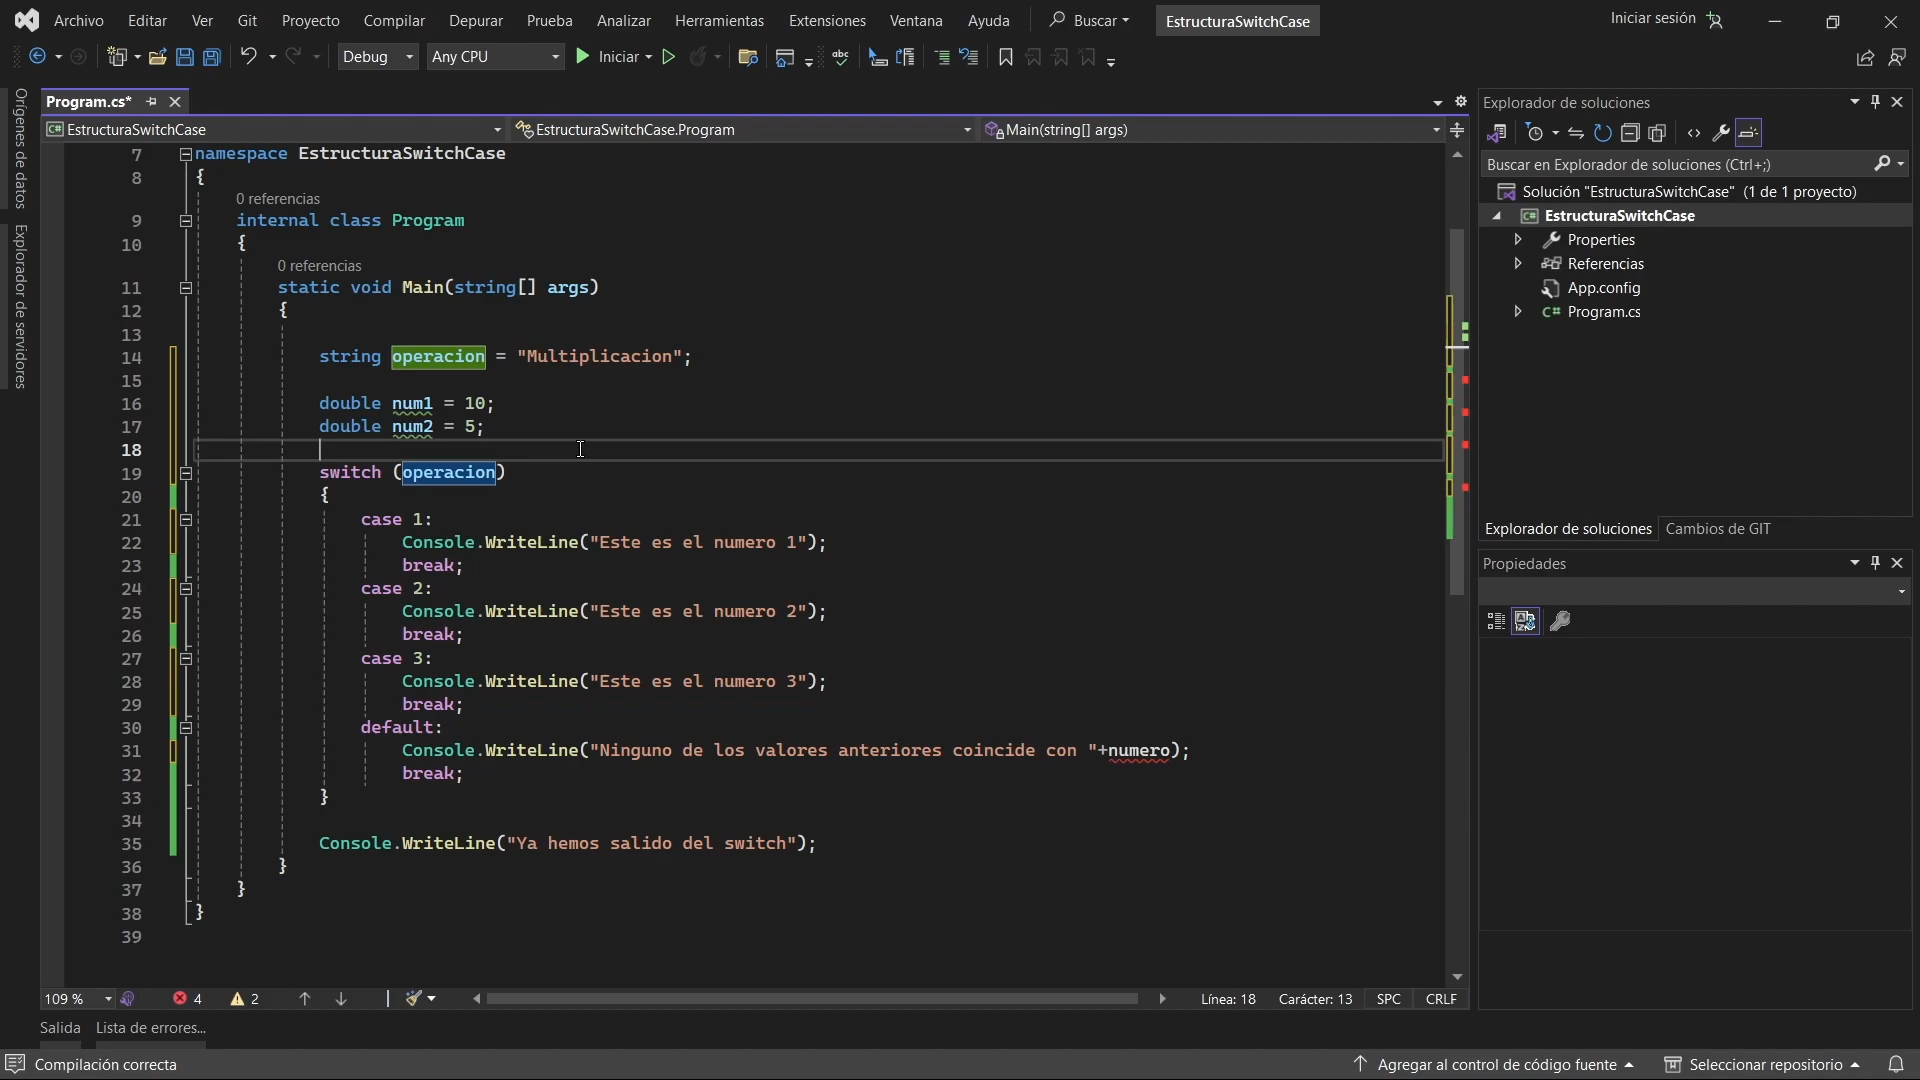 Archivo Editar Ver Git Proyecto Compilar Depurar Prueba Analizar Herramientas Extensiones Ventana Ayuda Buscar EstructuraSwitchCase Iniciar sesión
Debug Any CPU Iniciar
Orígenes de datos
Explorador de servidores
Program.cs*
C# EstructuraSwitchCase EstructuraSwitchCase.Program Main(string[] args)
7 namespace EstructuraSwitchCase
8 {
0 referencias
9 internal class Program
10 {
0 referencias
11 static void Main(string[] args)
12 {
13
14 string operacion = "Multiplicacion";
15
16 double num1 = 10;
17 double num2 = 5;
18
19 switch (operacion)
20 {
21 case 1:
22 Console.WriteLine("Este es el numero 1");
23 break;
24 case 2:
25 Console.WriteLine("Este es el numero 2");
26 break;
27 case 3:
28 Console.WriteLine("Este es el numero 3");
29 break;
30 default:
31 Console.WriteLine("Ninguno de los valores anteriores coincide con "+numero);
32 break;
33 }
34
35 Console.WriteLine("Ya hemos salido del switch");
36 }
37 }
38 }
39
109 % 4 2 Línea: 18 Carácter: 13 SPC CRLF
Salida Lista de errores...
Explorador de soluciones
Buscar en Explorador de soluciones (Ctrl+;)
Solución "EstructuraSwitchCase" (1 de 1 proyecto)
C# EstructuraSwitchCase
Properties
Referencias
App.config
C# Program.cs
Explorador de soluciones Cambios de GIT
Propiedades
Compilación correcta Agregar al control de código fuente Seleccionar repositorio